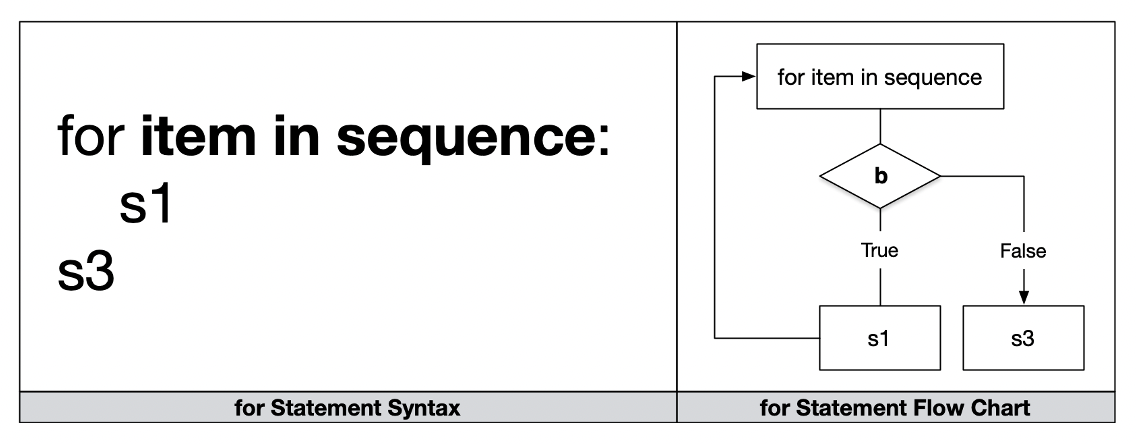 for item in sequence:
s1
s3
for Statement Syntax
for item in sequence
b
True
False
s1
s3
for Statement Flow Chart